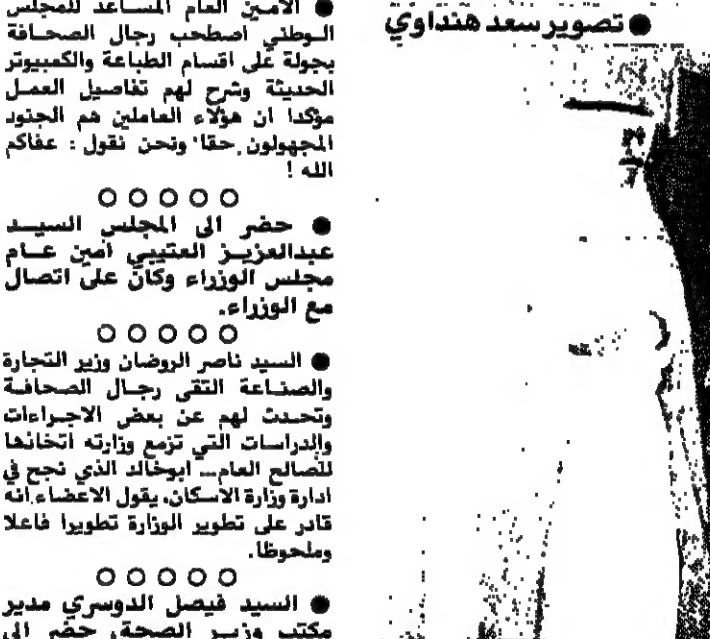 ● تصوير سعد هنداوي
● الامين العام المساعد للمجلس
الوطني اصطحب رجال الصحافة
بجولة على اقسام الطباعة والكمبيوتر
الحديثة وشرح لهم تفاصيل العمل
مؤكدا ان هؤلاء العاملين هم الجنود
المجهولون حقا' ونحن نقول : عفاكم
الله !
○ ○ ○ ○ ○
● حضر الى المجلس السيد
عبدالعزيز العتيبي امين عام
مجلس الوزراء وكان على اتصال
مع الوزراء.
○ ○ ○ ○ ○
● السيد ناصر الروضان وزير التجارة
والصناعة التقى رجال الصحافة
وتحدث لهم عن بعض الاجراءات
والدراسات التي تزمع وزارته اتخاذها
للصالح العام ــ ابوخالد الذي نجح في
ادارة وزارة الاسكان، يقول الاعضاء انه
قادر على تطوير الوزارة تطويرا فاعلا
وملحوظا.
○ ○ ○ ○ ○
● السيد فيصل الدوسري مدير
مكتب وزير الصحة، حضر الى